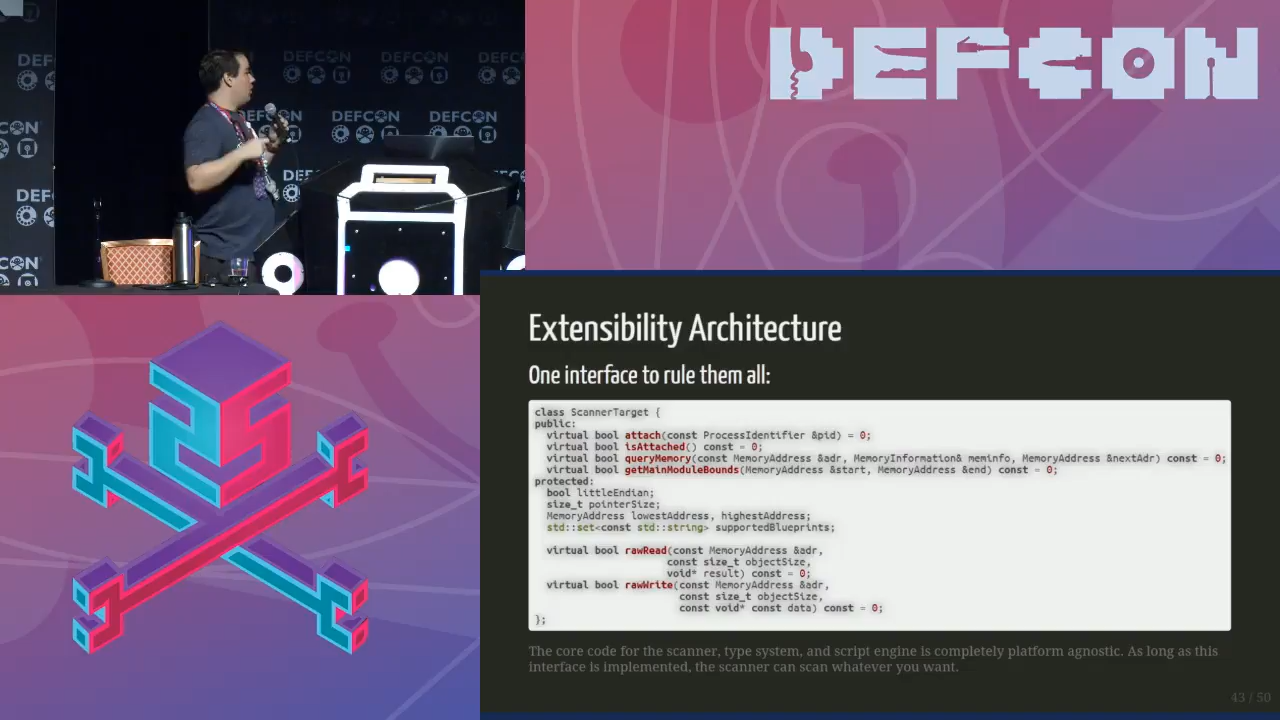 DEFCON
DEFCON DEFCON DEFCON
DEFCON DEFCON DEFCON
Extensibility Architecture
One interface to rule them all:
class ScannerTarget {
public:
virtual bool attach(const ProcessIdentifier &pid) = 0;
virtual bool isAttached() const = 0;
virtual bool queryMemory(const MemoryAddress &adr, MemoryInformation& meminfo, MemoryAddress &nextAdr) const = 0;
virtual bool getMainModuleBounds(MemoryAddress &start, MemoryAddress &end) const = 0;
protected:
bool littleEndian;
size_t pointerSize;
MemoryAddress lowestAddress, highestAddress;
std::set<const std::string> supportedBlueprints;
virtual bool rawRead(const MemoryAddress &adr,
const size_t objectSize,
void* result) const = 0;
virtual bool rawWrite(const MemoryAddress &adr,
const size_t objectSize,
const void* const data) const = 0;
};
The core code for the scanner, type system, and script engine is completely platform agnostic. As long as this
interface is implemented, the scanner can scan whatever you want.
43 / 50